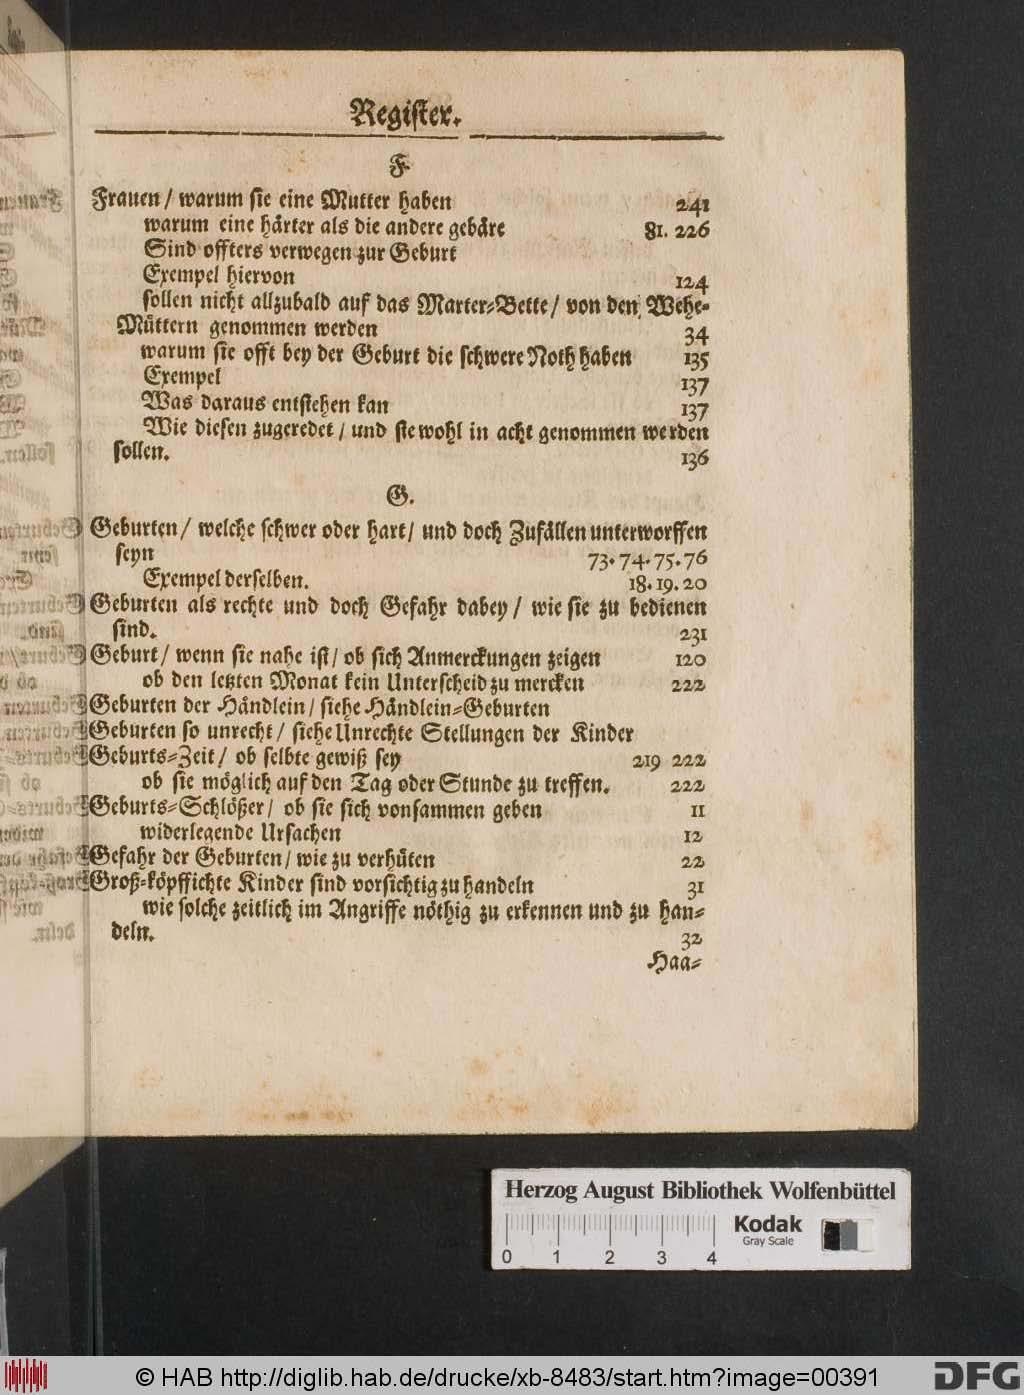 Register.
F
Frauen / warum sie eine Mutter haben 241
warum eine härter als die andere gebäre 81. 226
Sind offters verwegen zur Geburt
Exempel hiervon 124
sollen nicht allzubald auf das Marter-Bette / von den Wehe-
Müttern genommen werden 34
warum sie offt bey der Geburt die schwere Noth haben 135
Exempel 137
Was daraus entstehen kan 137
Wie diesen zugeredet / und sie wohl in acht genommen werden
sollen. 136
G.
Geburten / welche schwer oder hart / und doch Zufällen unterworffen
seyn 73. 74. 75. 76
Exempel derselben. 18. 19. 20
Geburten als rechte und doch Gefahr dabey / wie sie zu bedienen
sind. 231
Geburt / wenn sie nahe ist / ob sich Anmerckungen zeigen 120
ob den letzten Monat kein Unterscheid zu mercken 222
Geburten der Händlein / siehe Händlein-Geburten
Geburten so unrecht / siehe Unrechte Stellungen der Kinder
Geburts-Zeit / ob selbte gewiß sey 219 222
ob sie möglich auf den Tag oder Stunde zu treffen. 222
Geburts-Schlößer / ob sie sich vonsammen geben 11
widerlegende Ursachen 12
Gefahr der Geburten / wie zu verhüten 22
Groß-köpffichte Kinder sind vorsichtig zu handeln 31
wie solche zeitlich im Angriffe nöthig zu erkennen und zu han-
deln. 32
Haa-
Herzog August Bibliothek Wolfenbüttel
Kodak
Gray Scale
0 1 2 3 4
© HAB http://diglib.hab.de/drucke/xb-8483/start.htm?image=00391
DFG